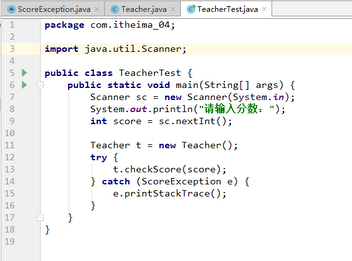 ScoreException.java × Teacher.java × TeacherTest.java ×
1 package com.itheima_04;
2
3 import java.util.Scanner;
4
5 public class TeacherTest {
6 public static void main(String[] args) {
7 Scanner sc = new Scanner(System.in);
8 System.out.println("请输入分数：");
9 int score = sc.nextInt();
10
11 Teacher t = new Teacher();
12 try {
13 t.checkScore(score);
14 } catch (ScoreException e) {
15 e.printStackTrace();
16 }
17 }
18 }
19